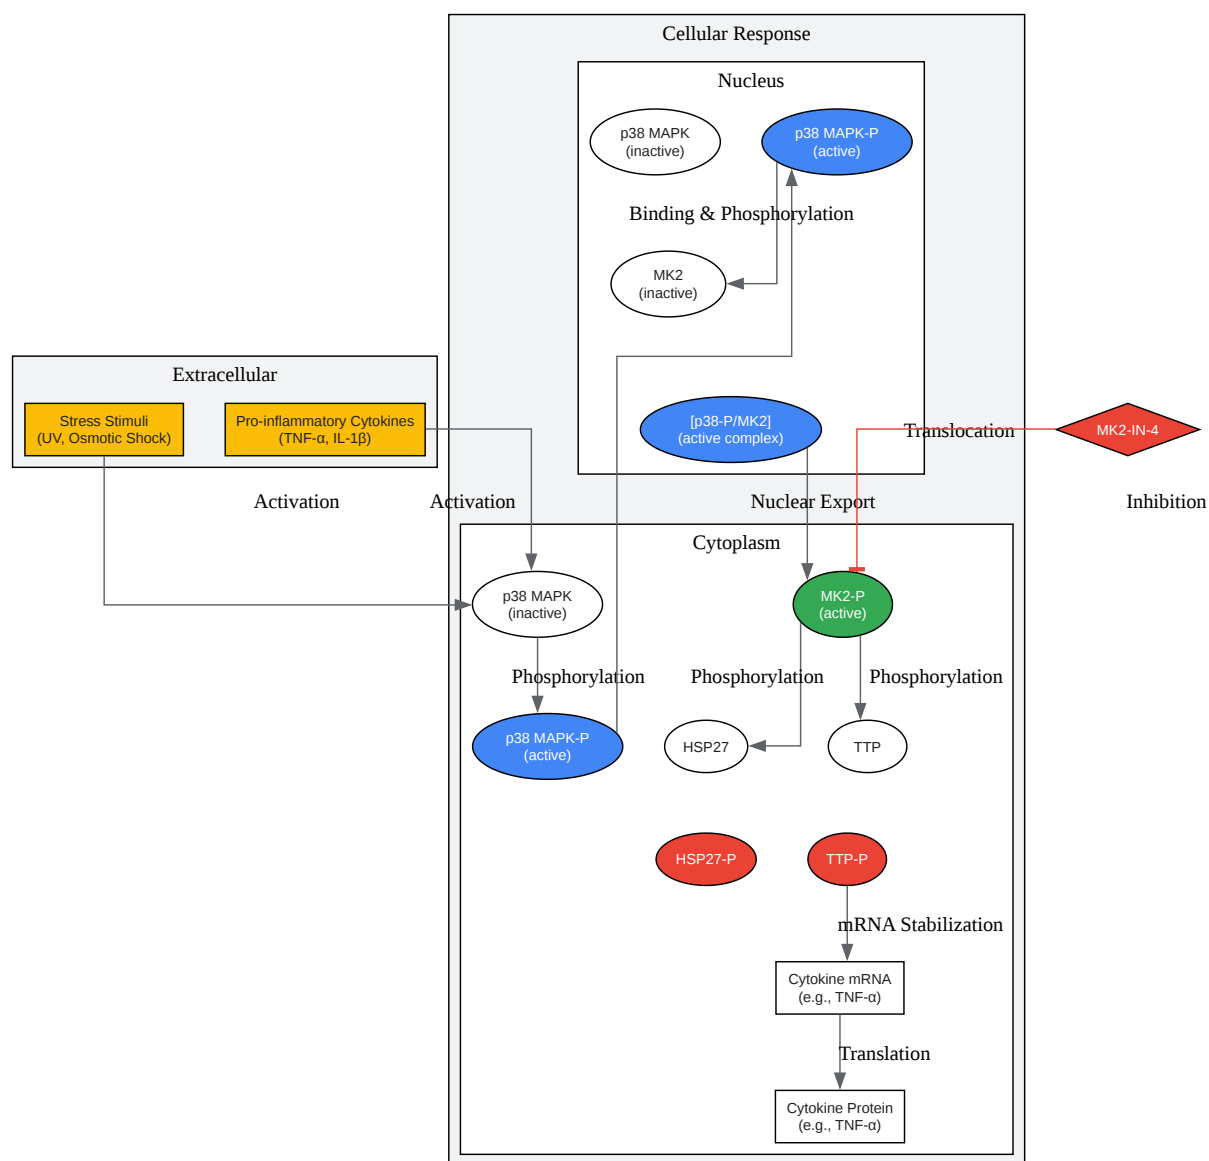 Cellular Response
Nucleus
p38 MAPK
(inactive)
p38 MAPK-P
(active)
Binding & Phosphorylation
MK2
(inactive)
Extracellular
Stress Stimuli
(UV, Osmotic Shock)
Pro-inflammatory Cytokines
(TNF-α, IL-1β)
[p38-P/MK2]
(active complex)
Translocation
MK2-IN-4
Activation
Activation
Nuclear Export
Inhibition
Cytoplasm
p38 MAPK
(inactive)
MK2-P
(active)
Phosphorylation
Phosphorylation
Phosphorylation
p38 MAPK-P
(active)
HSP27
TTP
HSP27-P
TTP-P
mRNA Stabilization
Cytokine mRNA
(e.g., TNF-α)
Translation
Cytokine Protein
(e.g., TNF-α)